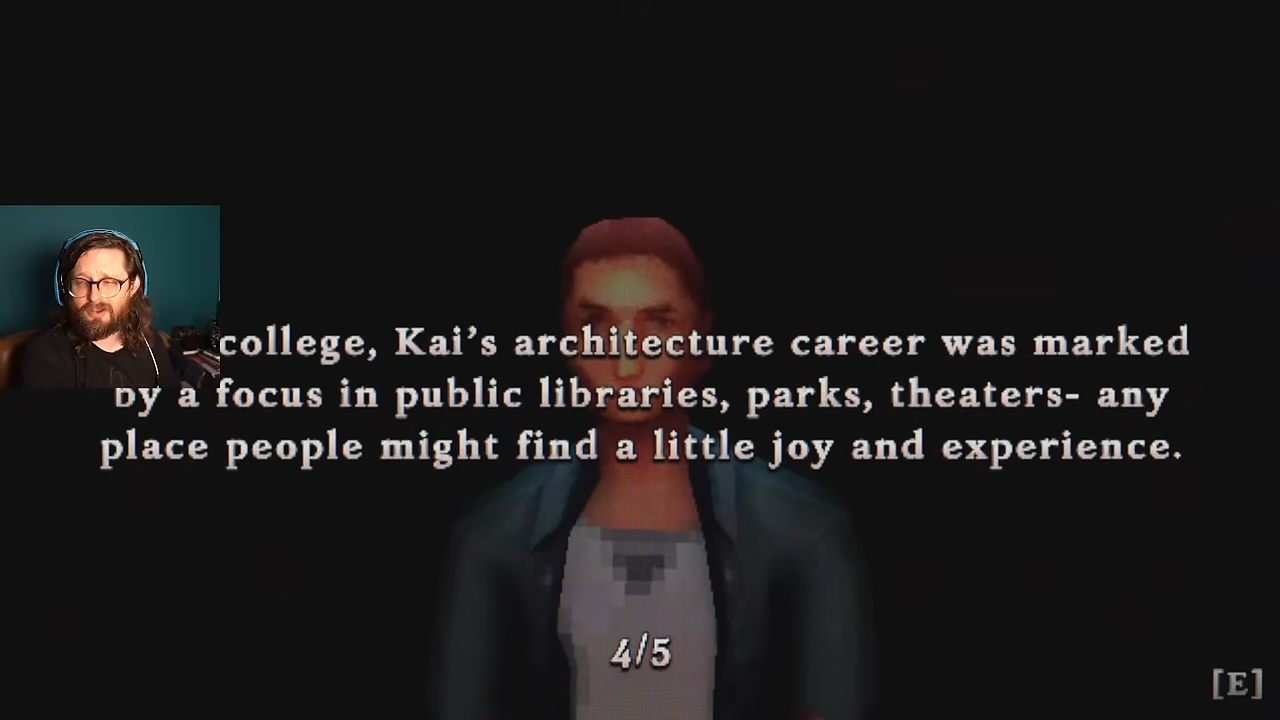 college, Kai's architecture career was marked
by a focus in public libraries, parks, theaters- any
place people might find a little joy and experience.
4/5
[E]